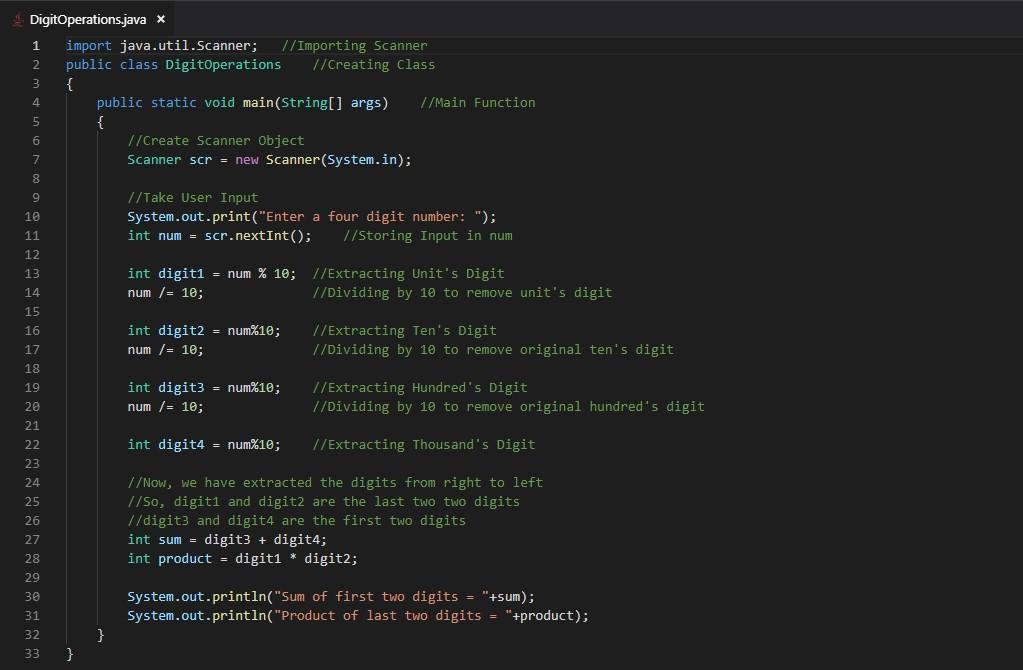 DigitOperations.java ×
1 import java.util.Scanner;   //Importing Scanner
2 public class DigitOperations    //Creating Class
3 {
4     public static void main(String[] args)    //Main Function
5     {
6         //Create Scanner Object
7         Scanner scr = new Scanner(System.in);
8
9         //Take User Input
10         System.out.print("Enter a four digit number: ");
11         int num = scr.nextInt();    //Storing Input in num
12
13         int digit1 = num % 10;  //Extracting Unit's Digit
14         num /= 10;              //Dividing by 10 to remove unit's digit
15
16         int digit2 = num%10;    //Extracting Ten's Digit
17         num /= 10;              //Dividing by 10 to remove original ten's digit
18
19         int digit3 = num%10;    //Extracting Hundred's Digit
20         num /= 10;              //Dividing by 10 to remove original hundred's digit
21
22         int digit4 = num%10;    //Extracting Thousand's Digit
23
24         //Now, we have extracted the digits from right to left
25         //So, digit1 and digit2 are the last two two digits
26         //digit3 and digit4 are the first two digits
27         int sum = digit3 + digit4;
28         int product = digit1 * digit2;
29
30         System.out.println("Sum of first two digits = "+sum);
31         System.out.println("Product of last two digits = "+product);
32     }
33 }